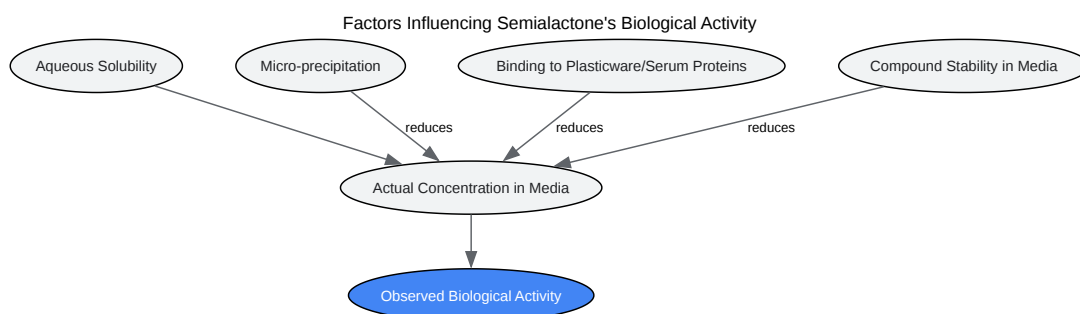 Factors Influencing Semialactone's Biological Activity
Aqueous Solubility
Micro-precipitation
Binding to Plasticware/Serum Proteins
Compound Stability in Media
reduces
reduces
reduces
Actual Concentration in Media
Observed Biological Activity